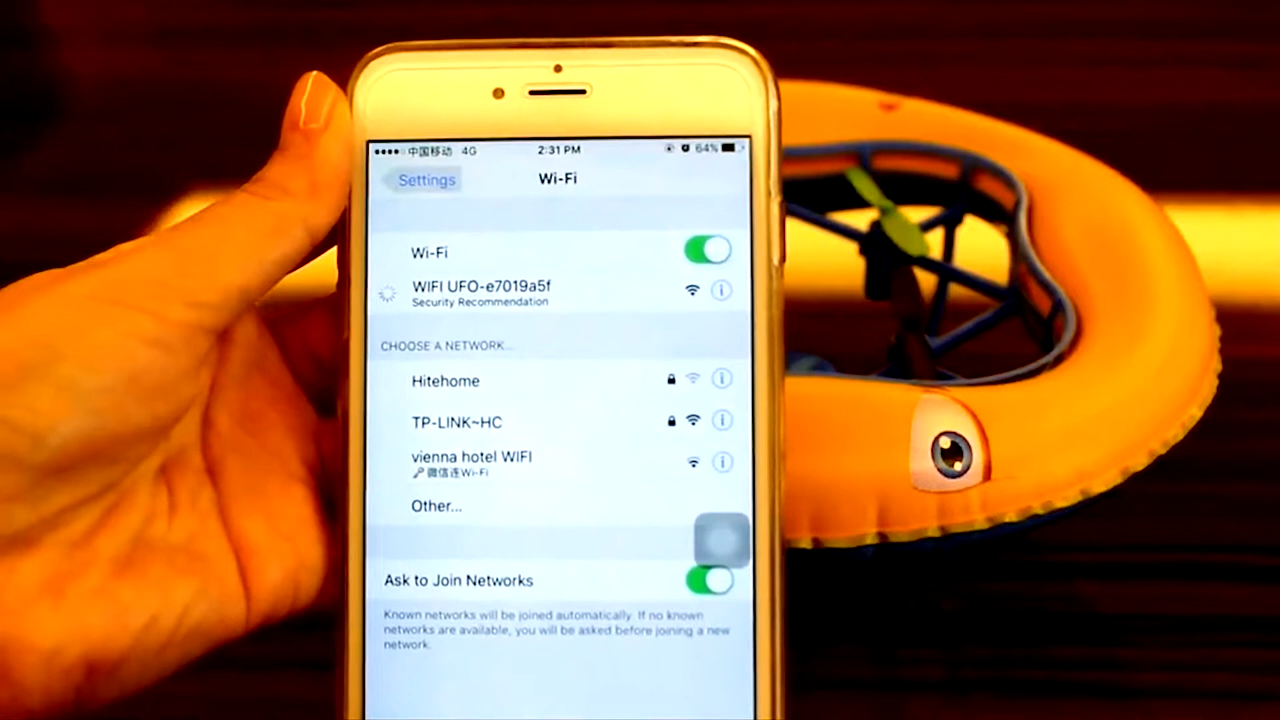 中国移动 4G 2:31 PM 64%
Settings Wi-Fi
Wi-Fi
WIFI UFO-e7019a5f
Security Recommendation
CHOOSE A NETWORK...
Hitehome
TP-LINK~HC
vienna hotel WIFI
微信连Wi-Fi
Other...
Ask to Join Networks
Known networks will be joined automatically. If no known
networks are available, you will be asked before joining a new
network.